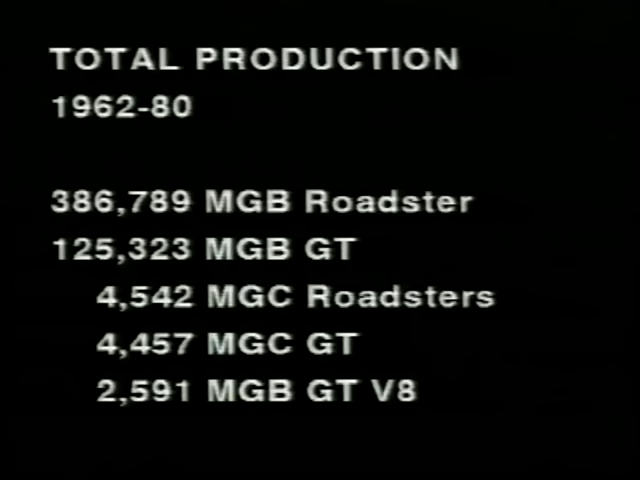 TOTAL PRODUCTION
1962-80
386,789 MGB Roadster
125,323 MGB GT
4,542 MGC Roadsters
4,457 MGC GT
2,591 MGB GT V8